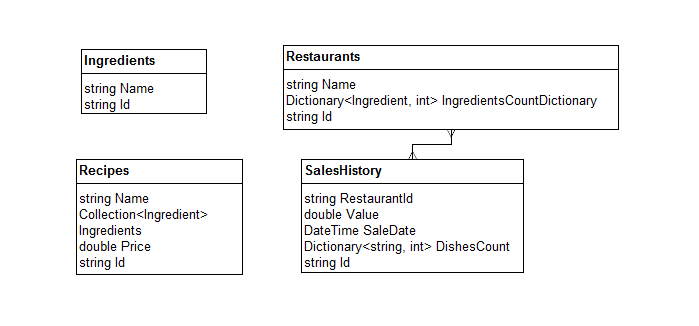 Ingredients
string Name
string Id
Restaurants
string Name
Dictionary<Ingredient, int> IngredientsCountDictionary
string Id
Recipes
string Name
Collection<Ingredient>
Ingredients
double Price
string Id
SalesHistory
string RestaurantId
double Value
DateTime SaleDate
Dictionary<string, int> DishesCount
string Id